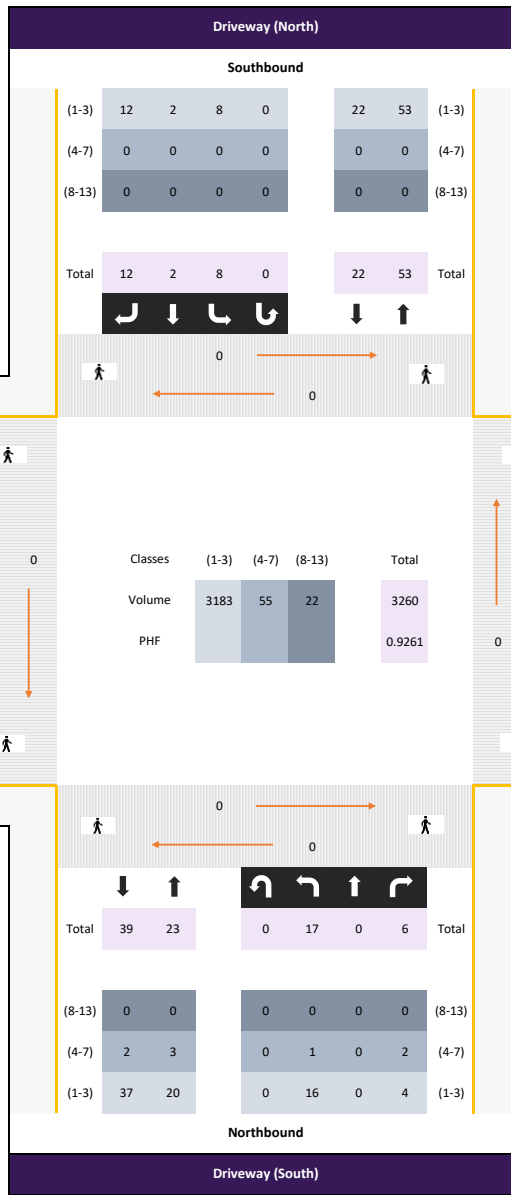 Driveway (North)
Southbound
(1-3) 12 2 8 0 22 53 (1-3)
(4-7) 0 0 0 0 0 0 (4-7)
(8-13) 0 0 0 0 0 0 (8-13)
Total 12 2 8 0 22 53 Total
0
0
0
Classes (1-3) (4-7) (8-13) Total
Volume 3183 55 22 3260
PHF 0.9261
0
0
0
Total 39 23 0 17 0 6 Total
(8-13) 0 0 0 0 0 0 (8-13)
(4-7) 2 3 0 1 0 2 (4-7)
(1-3) 37 20 0 16 0 4 (1-3)
Northbound
Driveway (South)